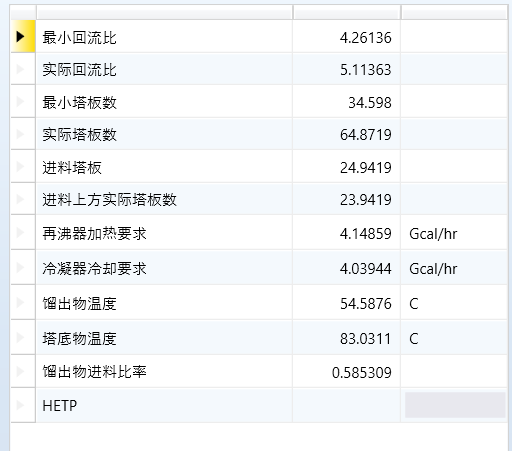 最小回流比 4.26136
实际回流比 5.11363
最小塔板数 34.598
实际塔板数 64.8719
进料塔板 24.9419
进料上方实际塔板数 23.9419
再沸器加热要求 4.14859 Gcal/hr
冷凝器冷却要求 4.03944 Gcal/hr
馏出物温度 54.5876 C
塔底物温度 83.0311 C
馏出物进料比率 0.585309
HETP